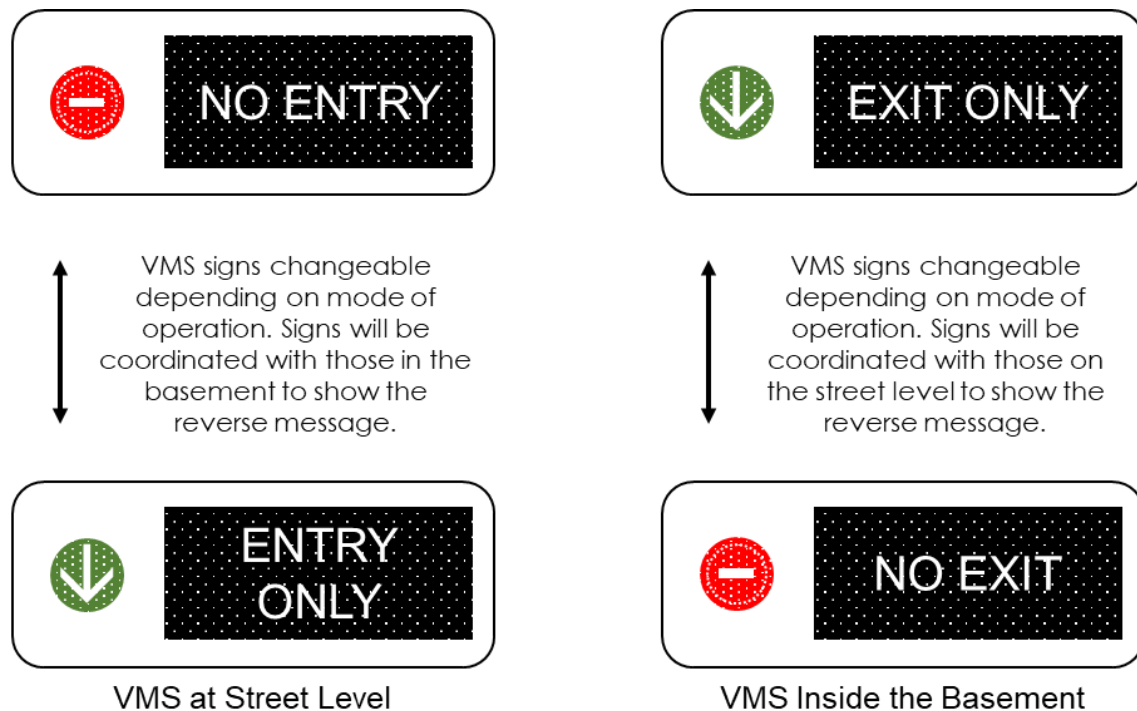 NO ENTRY
VMS signs changeable
depending on mode of
operation. Signs will be
coordinated with those in the
basement to show the
reverse message.
ENTRY
ONLY
VMS at Street Level
EXIT ONLY
VMS signs changeable
depending on mode of
operation. Signs will be
coordinated with those on
the street level to show the
reverse message.
NO EXIT
VMS Inside the Basement